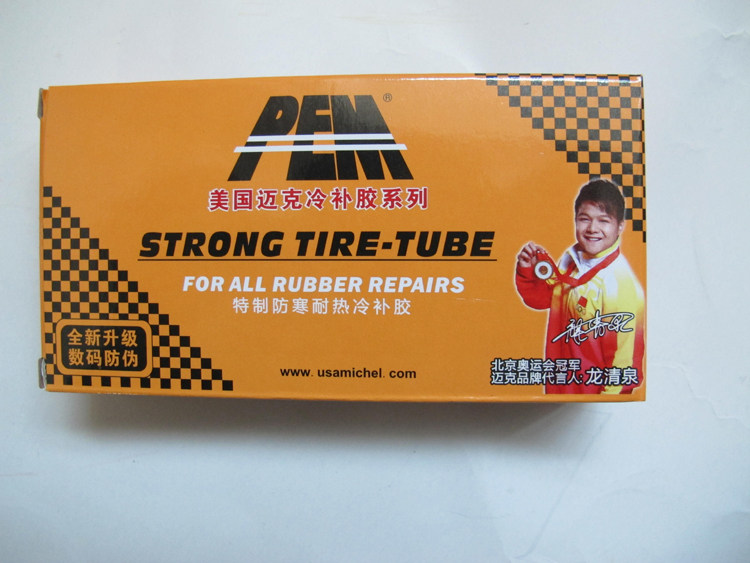 PEM®
美国迈克冷补胶系列
STRONG TIRE-TUBE
FOR ALL RUBBER REPAIRS
特制防寒耐热冷补胶
全新升级
数码防伪
www. usamichel. com
北京奥运会冠军
迈克品牌代言人: 龙清泉